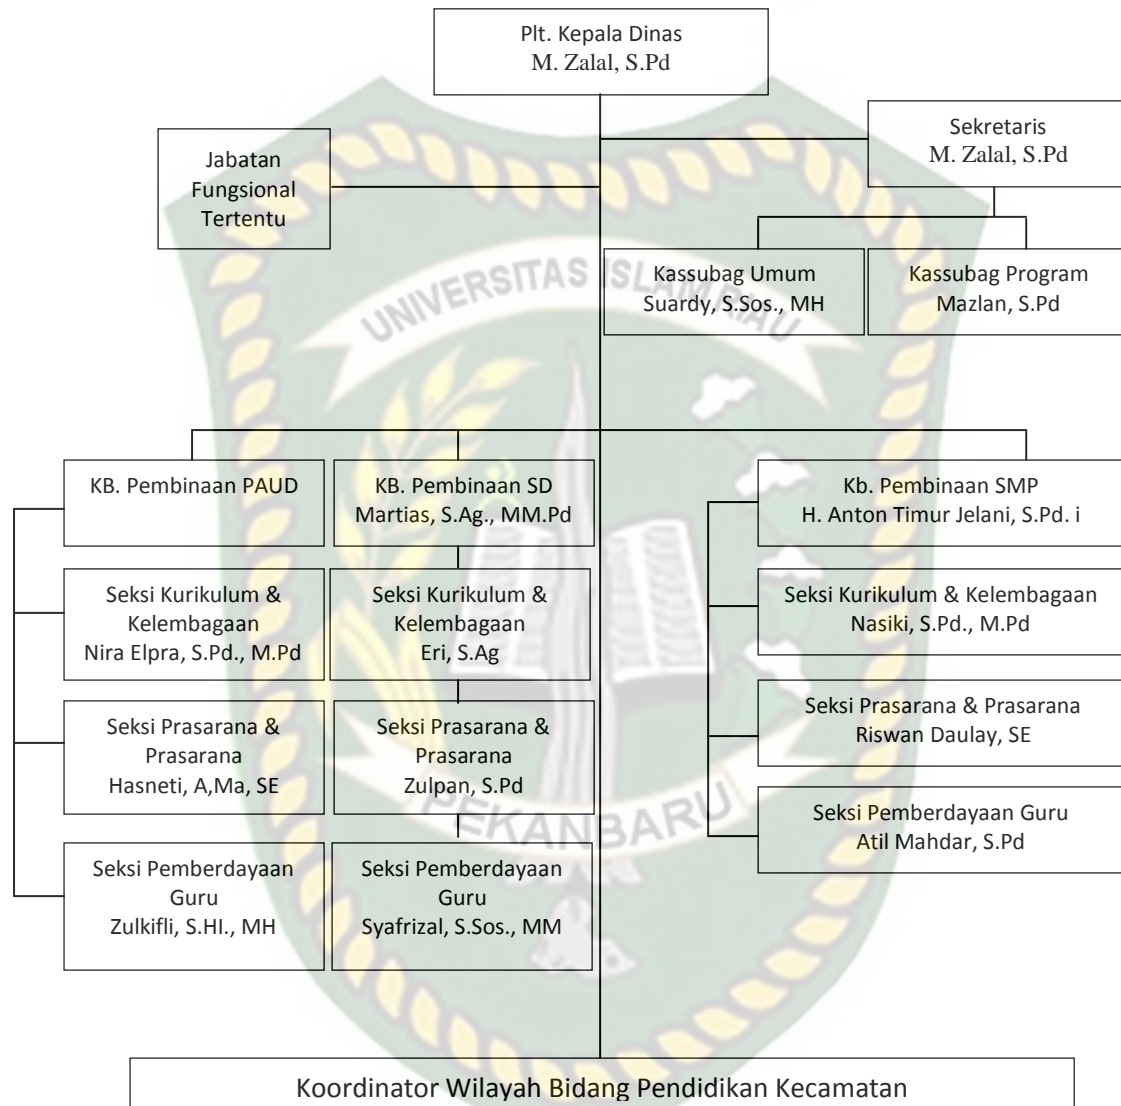 Plt. Kepala Dinas
M. Zalal, S.Pd
Sekretaris
M. Zalal, S.Pd
Jabatan
Fungsional
Tertentu
Kassubag Umum
Suardy, S.Sos., MH
Kassubag Program
Mazlan, S.Pd
UNIVERSITAS ISLAM RIAU
KB. Pembinaan PAUD
KB. Pembinaan SD
Martias, S.Ag., MM.Pd
Kb. Pembinaan SMP
H. Anton Timur Jelani, S.Pd. i
Seksi Kurikulum &
Kelembagaan
Nira Elpra, S.Pd., M.Pd
Seksi Kurikulum &
Kelembagaan
Eri, S.Ag
Seksi Kurikulum & Kelembagaan
Nasiki, S.Pd., M.Pd
Seksi Prasarana &
Prasarana
Hasneti, A,Ma, SE
Seksi Prasarana &
Prasarana
Zulpan, S.Pd
Seksi Prasarana & Prasarana
Riswan Daulay, SE
PEKANBARU
Seksi Pemberdayaan
Guru
Zulkifli, S.HI., MH
Seksi Pemberdayaan
Guru
Syafrizal, S.Sos., MM
Seksi Pemberdayaan Guru
Atil Mahdar, S.Pd
Koordinator Wilayah Bidang Pendidikan Kecamatan